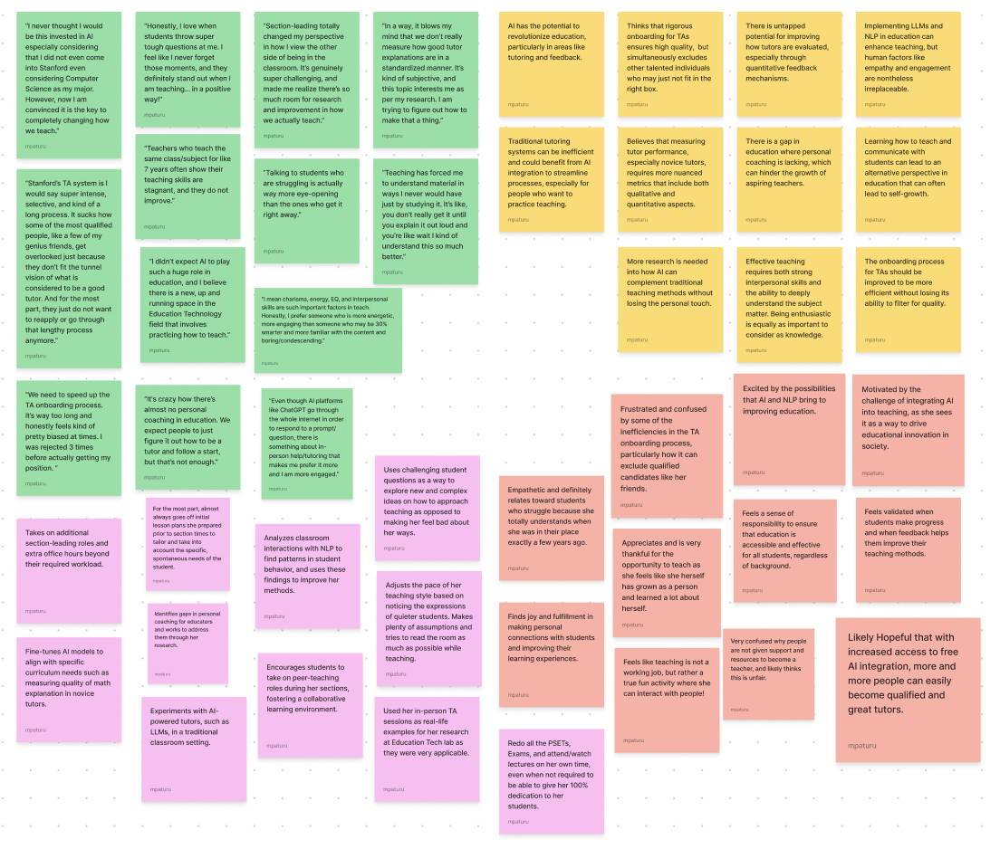 "I never thought I would
be this invested in AI
especially considering
that I did not even come
into Stanford even
considering Computer
Science as my major.
However, now I am
convinced it is the key to
completely changing how
we teach."
mpaturu
"Honestly, I love when
students throw super
tough questions at me. I
feel like I never forget
those moments, and they
definitely stand out when I
am teaching... in a positive
way!"
mpaturu
"Section-leading totally
changed my perspective
in how I view the other
side of being in the
classroom. It's genuinely
super challenging, and
made me realize there's so
much room for research
and improvement in how
we actually teach."
mpaturu
"In a way, it blows my
mind that we don't really
measure how good tutor
explanations are in a
standardized manner. It's
kind of subjective, and
this topic interests me as
per my research. I am
trying to figure out how to
make that a thing."
mpaturu
"Stanford's TA system is I
would say super intense,
selective, and kind of a
long process. It sucks how
some of the most qualified
people, like a few of my
genius friends, get
overlooked just because
they don't fit the tunnel
vision of what is
considered to be a good
tutor. And for the most
part, they just do not want
to reapply or go through
that lengthy process
anymore."
mpaturu
"Teachers who teach the
same class/subject for like
7 years often show their
teaching skills are
stagnant, and they do not
improve."
mpaturu
"Talking to students who
are struggling is actually
way more eye-opening
than the ones who get it
right away."
mpaturu
"Teaching has forced me
to understand material in
ways I never would have
just by studying it. It's like,
you don't really get it until
you explain it out loud and
you're like wait I kind of
understand this so much
better."
mpaturu
"I didn't expect AI to play
such a huge role in
education, and I believe
there is a new, up and
running space in the
Education Technology
field that involves
practicing how to teach."
mpaturu
"I mean charisma, energy, EQ, and interpersonal
skills are such important factors in teach.
Honestly, I prefer someone who is more energetic,
more engaging than someone who may be 30%
smarter and more familiar with the content and
boring/condescending."
mpaturu
"We need to speed up the
TA onboarding process.
It's way too long and
honestly feels kind of
pretty biased at times. I
was rejected 3 times
before actually getting my
position. "
mpaturu
"It's crazy how there's
almost no personal
coaching in education. We
expect people to just
figure it out how to be a
tutor and follow a start,
but that's not enough."
mpaturu
"Even though AI platforms
like ChatGPT go through
the whole internet in order
to respond to a prompt/
question, there is
something about in-
person help/tutoring that
makes me prefer it more
and I am more engaged."
mpaturu
AI has the potential to
revolutionize education,
particularly in areas like
tutoring and feedback.
mpaturu
Thinks that rigorous
onboarding for TAs
ensures high quality, but
simultaneously excludes
other talented individuals
who may just not fit in the
right box.
mpaturu
There is untapped
potential for improving
how tutors are evaluated,
especially through
quantitative feedback
mechanisms.
mpaturu
Implementing LLMs and
NLP in education can
enhance teaching, but
human factors like
empathy and engagement
are nontheless
irreplaceable.
mpaturu
Traditional tutoring
systems can be inefficient
and could benefit from AI
integration to streamline
processes, especially for
people who want to
practice teaching.
mpaturu
Believes that measuring
tutor performance,
especially novice tutors,
requires more nuanced
metrics that include both
qualitative and
quantitative aspects.
mpaturu
There is a gap in
education where personal
coaching is lacking, which
can hinder the growth of
aspiring teachers.
mpaturu
Learning how to teach and
communicate with
students can lead to an
alternative perspective in
education that can often
lead to self-growth.
mpaturu
More research is needed
into how AI can
complement traditional
teaching methods without
losing the personal touch.
mpaturu
Effective teaching
requires both strong
interpersonal skills and
the ability to deeply
understand the subject
matter. Being enthusiastic
is equally as important to
consider as knowledge.
mpaturu
The onboarding process
for TAs should be
improved to be more
efficient without losing its
ability to filter for quality.
mpaturu
Takes on additional
section-leading roles and
extra office hours beyond
their required workload.
mpaturu
For the most part, almost
always goes off initial
lesson plans she prepared
prior to section times to
tailor and take into
account the specific,
spontaneous needs of the
student.
mpaturu
Analyzes classroom
interactions with NLP to
find patterns in student
behavior, and uses these
findings to improve her
methods.
mpaturu
Uses challenging student
questions as a way to
explore new and complex
ideas on how to approach
teaching as opposed to
making her feel bad about
her ways.
mpaturu
Fine-tunes AI models to
align with specific
curriculum needs such as
measuring quality of math
explanation in novice
tutors.
mpaturu
Identifies gaps in personal
coaching for educators
and works to address
them through her
research.
mpaturu
Adjusts the pace of her
teaching style based on
noticing the expressions
of quieter students. Makes
plenty of assumptions and
tries to read the room as
much as possible while
teaching.
mpaturu
Encourages students to
take on peer-teaching
roles during her sections,
fostering a collaborative
learning environment.
mpaturu
Experiments with AI-
powered tutors, such as
LLMs, in a traditional
classroom setting.
mpaturu
Used her in-person TA
sessions as real-life
examples for her research
at Education Tech lab as
they were very applicable.
mpaturu
Redo all the PSETs,
Exams, and attend/watch
lectures on her own time,
even when not required to
be able to give her 100%
dedication to her
students.
mpaturu
Frustrated and confused
by some of the
inefficiencies in the TA
onboarding process,
particularly how it can
exclude qualified
candidates like her
friends.
mpaturu
Excited by the possibilities
that AI and NLP bring to
improving education.
mpaturu
Motivated by the
challenge of integrating AI
into teaching, as she sees
it as a way to drive
educational innovation in
society.
mpaturu
Empathetic and definitely
relates toward students
who struggle because she
totally understands when
she was in their place
exactly a few years ago.
mpaturu
Appreciates and is very
thankful for the
opportunity to teach as
she feels like she herself
has grown as a person
and learned a lot about
herself.
mpaturu
Feels a sense of
responsibility to ensure
that education is
accessible and effective
for all students, regardless
of background.
mpaturu
Feels validated when
students make progress
and when feedback helps
them improve their
teaching methods.
mpaturu
Finds joy and fulfillment in
making personal
connections with students
and improving their
learning experiences.
mpaturu
Feels like teaching is not a
working job, but rather a
true fun activity where she
can interact with people!
mpaturu
Very confused why people
are not given support and
resources to become a
teacher, and likely thinks
this is unfair.
mpaturu
Likely Hopeful that with
increased access to free
AI integration, more and
more people can easily
become qualified and
great tutors.
mpaturu